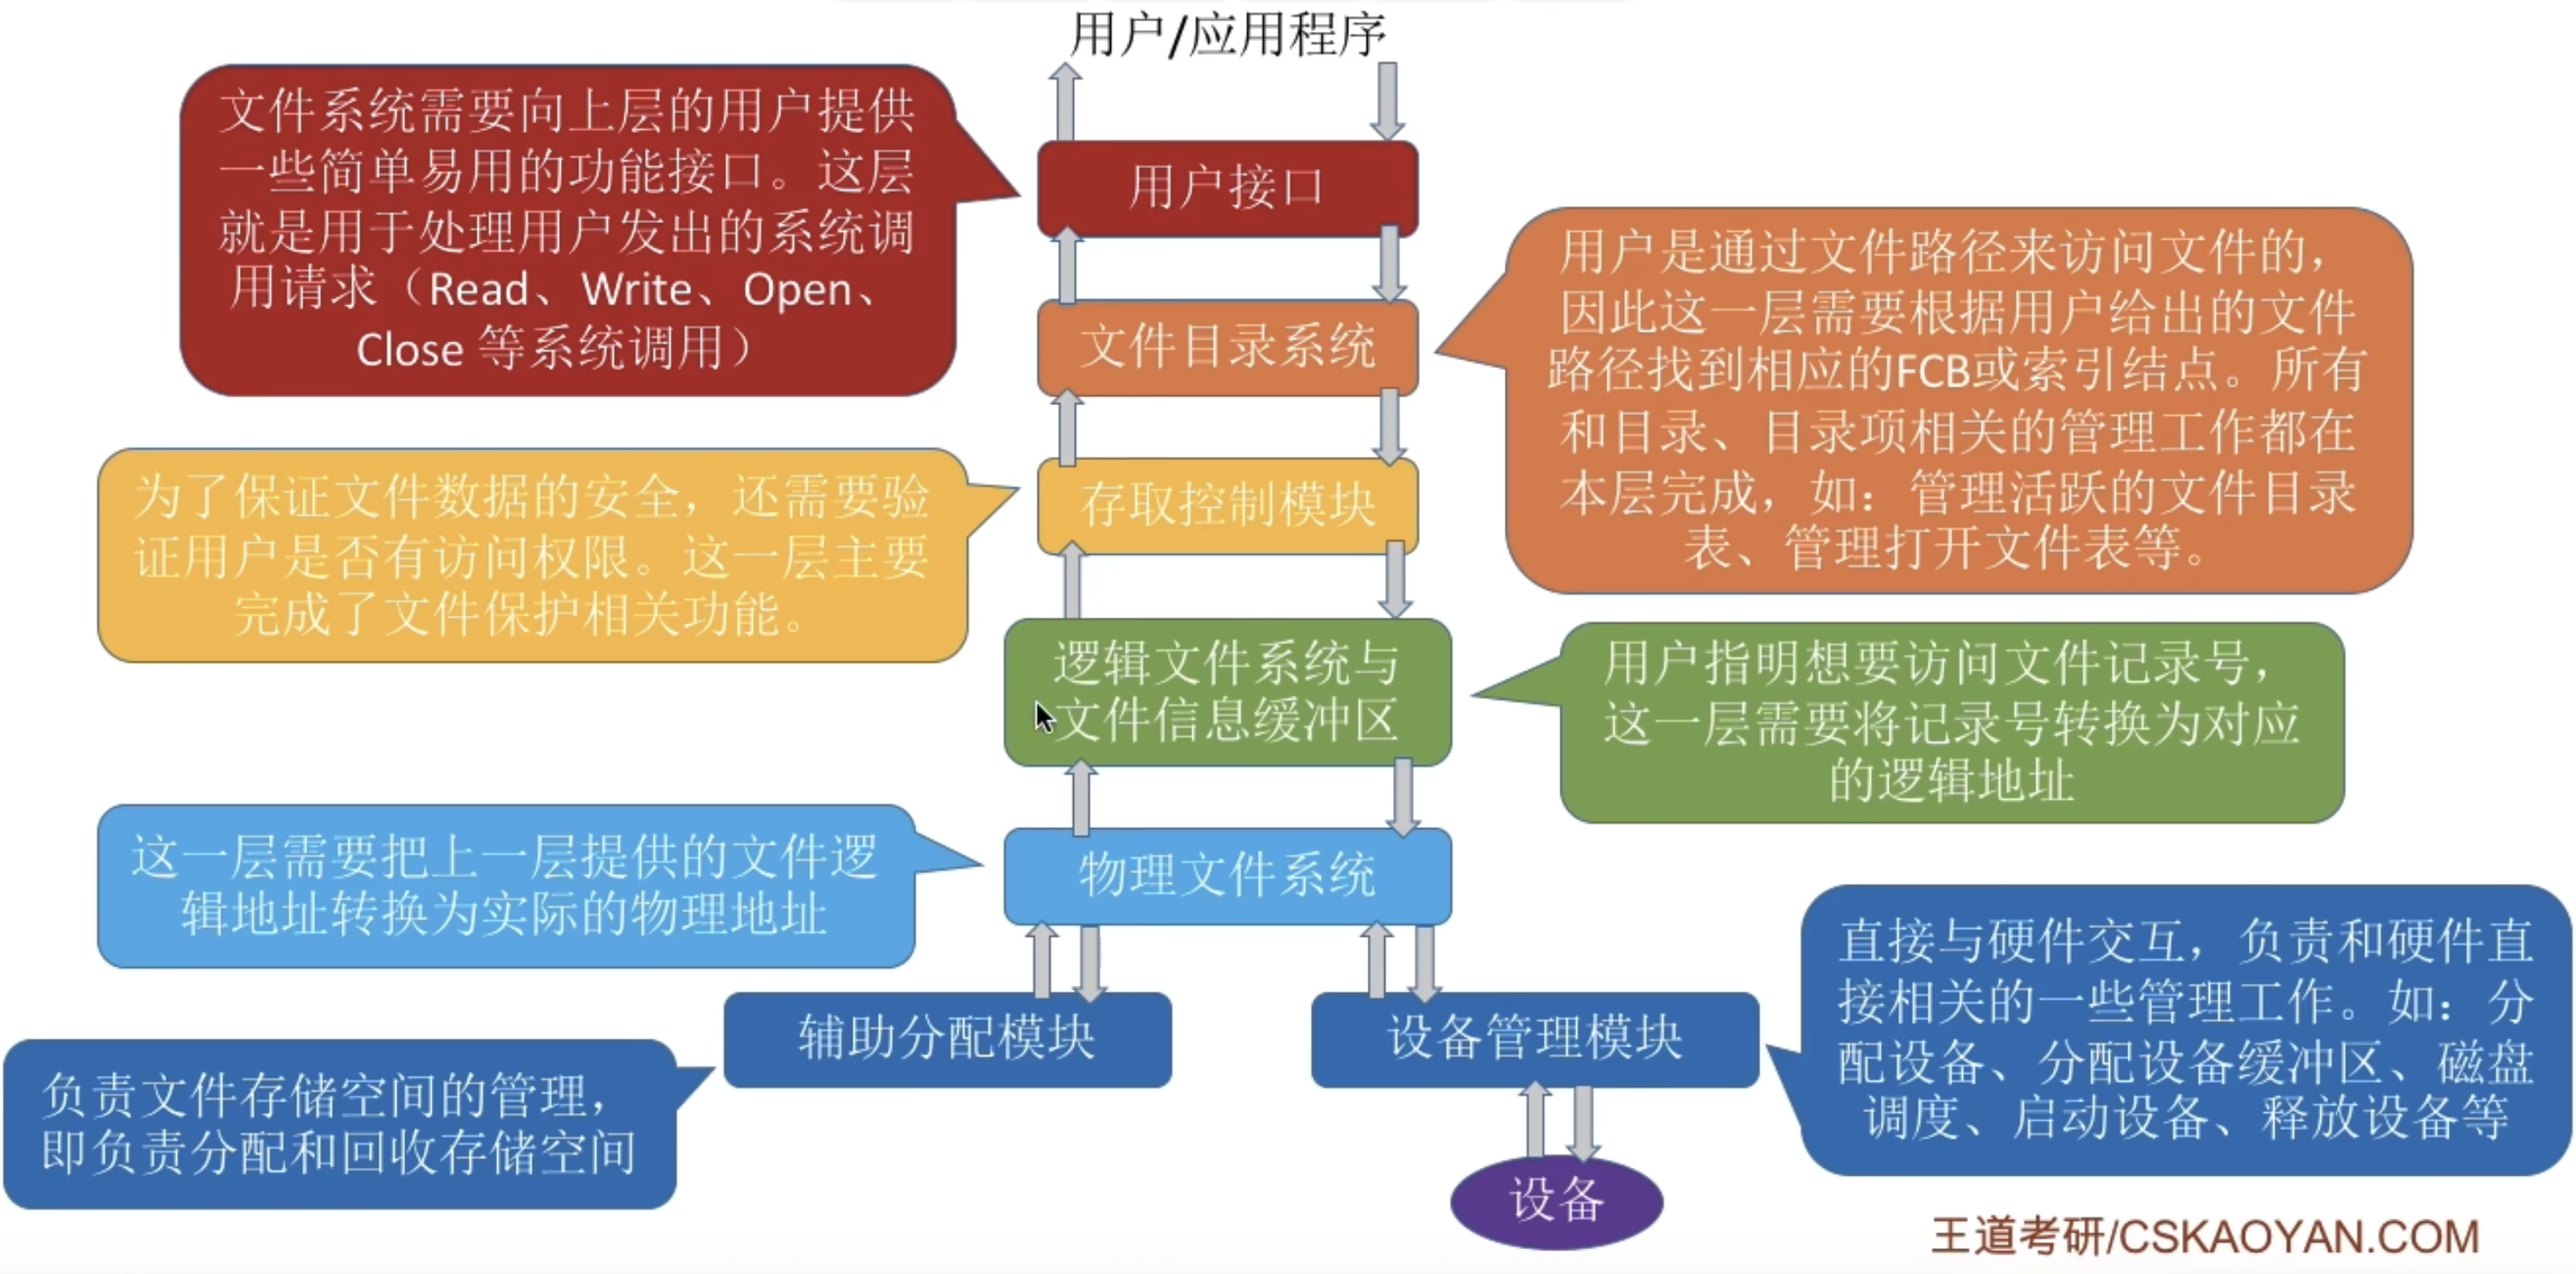 用户/应用程序
文件系统需要向上层的用户提供
一些简单易用的功能接口。这层
就是用于处理用户发出的系统调
用请求（Read、Write、Open、
Close 等系统调用）
用户接口
用户是通过文件路径来访问文件的，
因此这一层需要根据用户给出的文件
路径找到相应的FCB或索引结点。所有
和目录、目录项相关的管理工作都在
本层完成，如：管理活跃的文件目录
表、管理打开文件表等。
文件目录系统
为了保证文件数据的安全，还需要验
证用户是否有访问权限。这一层主要
完成了文件保护相关功能。
存取控制模块
逻辑文件系统与
文件信息缓冲区
用户指明想要访问文件记录号，
这一层需要将记录号转换为对应
的逻辑地址
这一层需要把上一层提供的文件逻
辑地址转换为实际的物理地址
物理文件系统
辅助分配模块
负责文件存储空间的管理，
即负责分配和回收存储空间
设备管理模块
直接与硬件交互，负责和硬件直
接相关的一些管理工作。如：分
配设备、分配设备缓冲区、磁盘
调度、启动设备、释放设备等
设备
王道考研/CSKAOYAN.COM